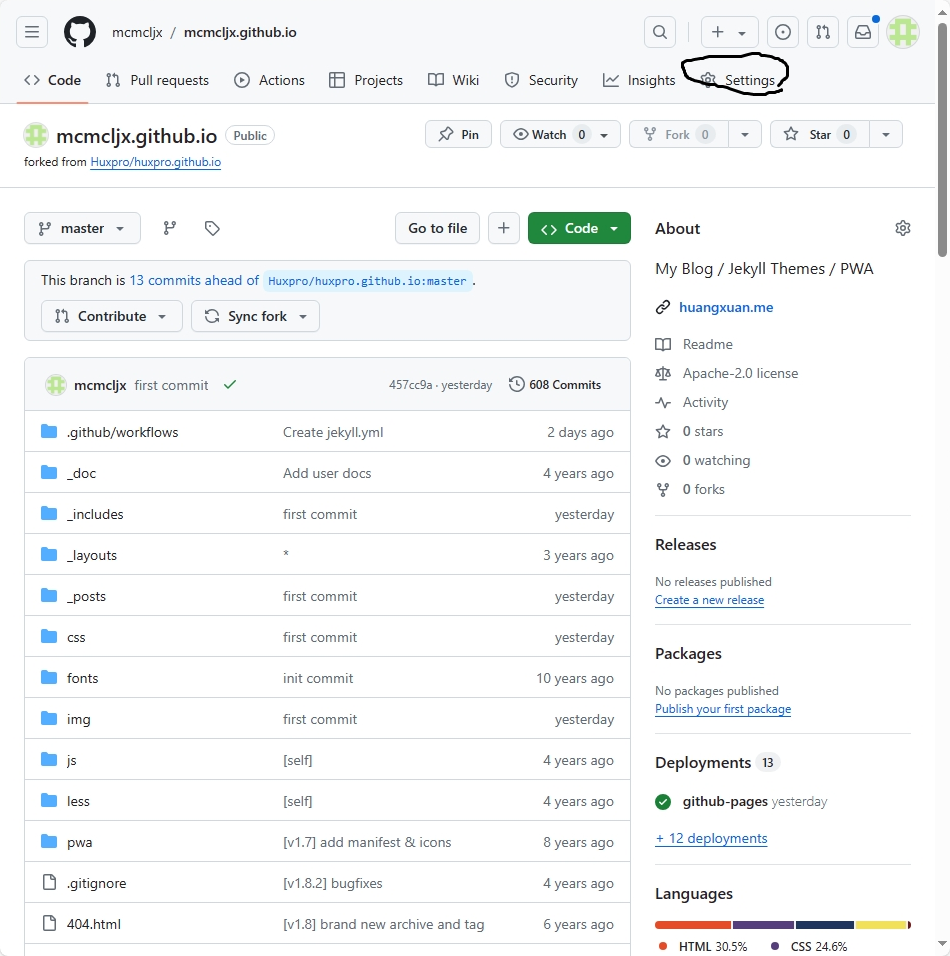 mcmcljx / mcmcljx.github.io
Code Pull requests Actions Projects Wiki Security Insights Settings
mcmcljx.github.io Public Pin Watch 0 Fork 0 Star 0
forked from Huxpro/huxpro.github.io
master Go to file Code
About
My Blog / Jekyll Themes / PWA
huangxuan.me
Readme
Apache-2.0 license
Activity
0 stars
0 watching
0 forks
This branch is 13 commits ahead of Huxpro/huxpro.github.io:master .
Contribute Sync fork
mcmcljx first commit 457cc9a · yesterday 608 Commits
.github/workflows Create jekyll.yml 2 days ago
_doc Add user docs 4 years ago
_includes first commit yesterday
_layouts * 3 years ago
_posts first commit yesterday
css first commit yesterday
fonts init commit 10 years ago
img first commit yesterday
js [self] 4 years ago
less [self] 4 years ago
pwa [v1.7] add manifest & icons 8 years ago
.gitignore [v1.8.2] bugfixes 4 years ago
404.html [v1.8] brand new archive and tag 6 years ago
Releases
No releases published
Create a new release
Packages
No packages published
Publish your first package
Deployments 13
github-pages yesterday
+ 12 deployments
Languages
HTML 30.5% CSS 24.6%